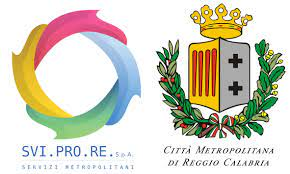 SVI.PRO.RE. S.p.A.
SERVIZI METROPOLITANI
CITTÀ METROPOLITANA
DI REGGIO CALABRIA